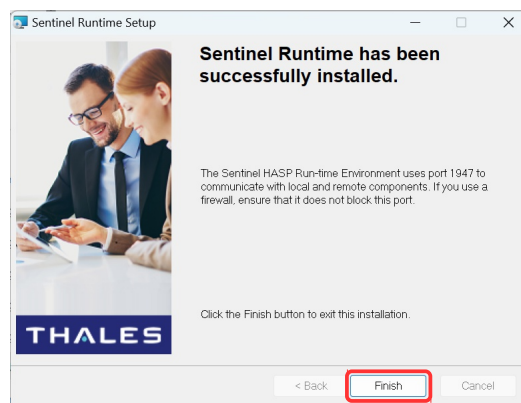 Sentinel Runtime Setup
Sentinel Runtime has been
successfully installed.
The Sentinel HASP Run-time Environment uses port 1947 to
communicate with local and remote components. If you use a
firewall, ensure that it does not block this port.
Click the Finish button to exit this installation.
THALES
< Back Finish Cancel